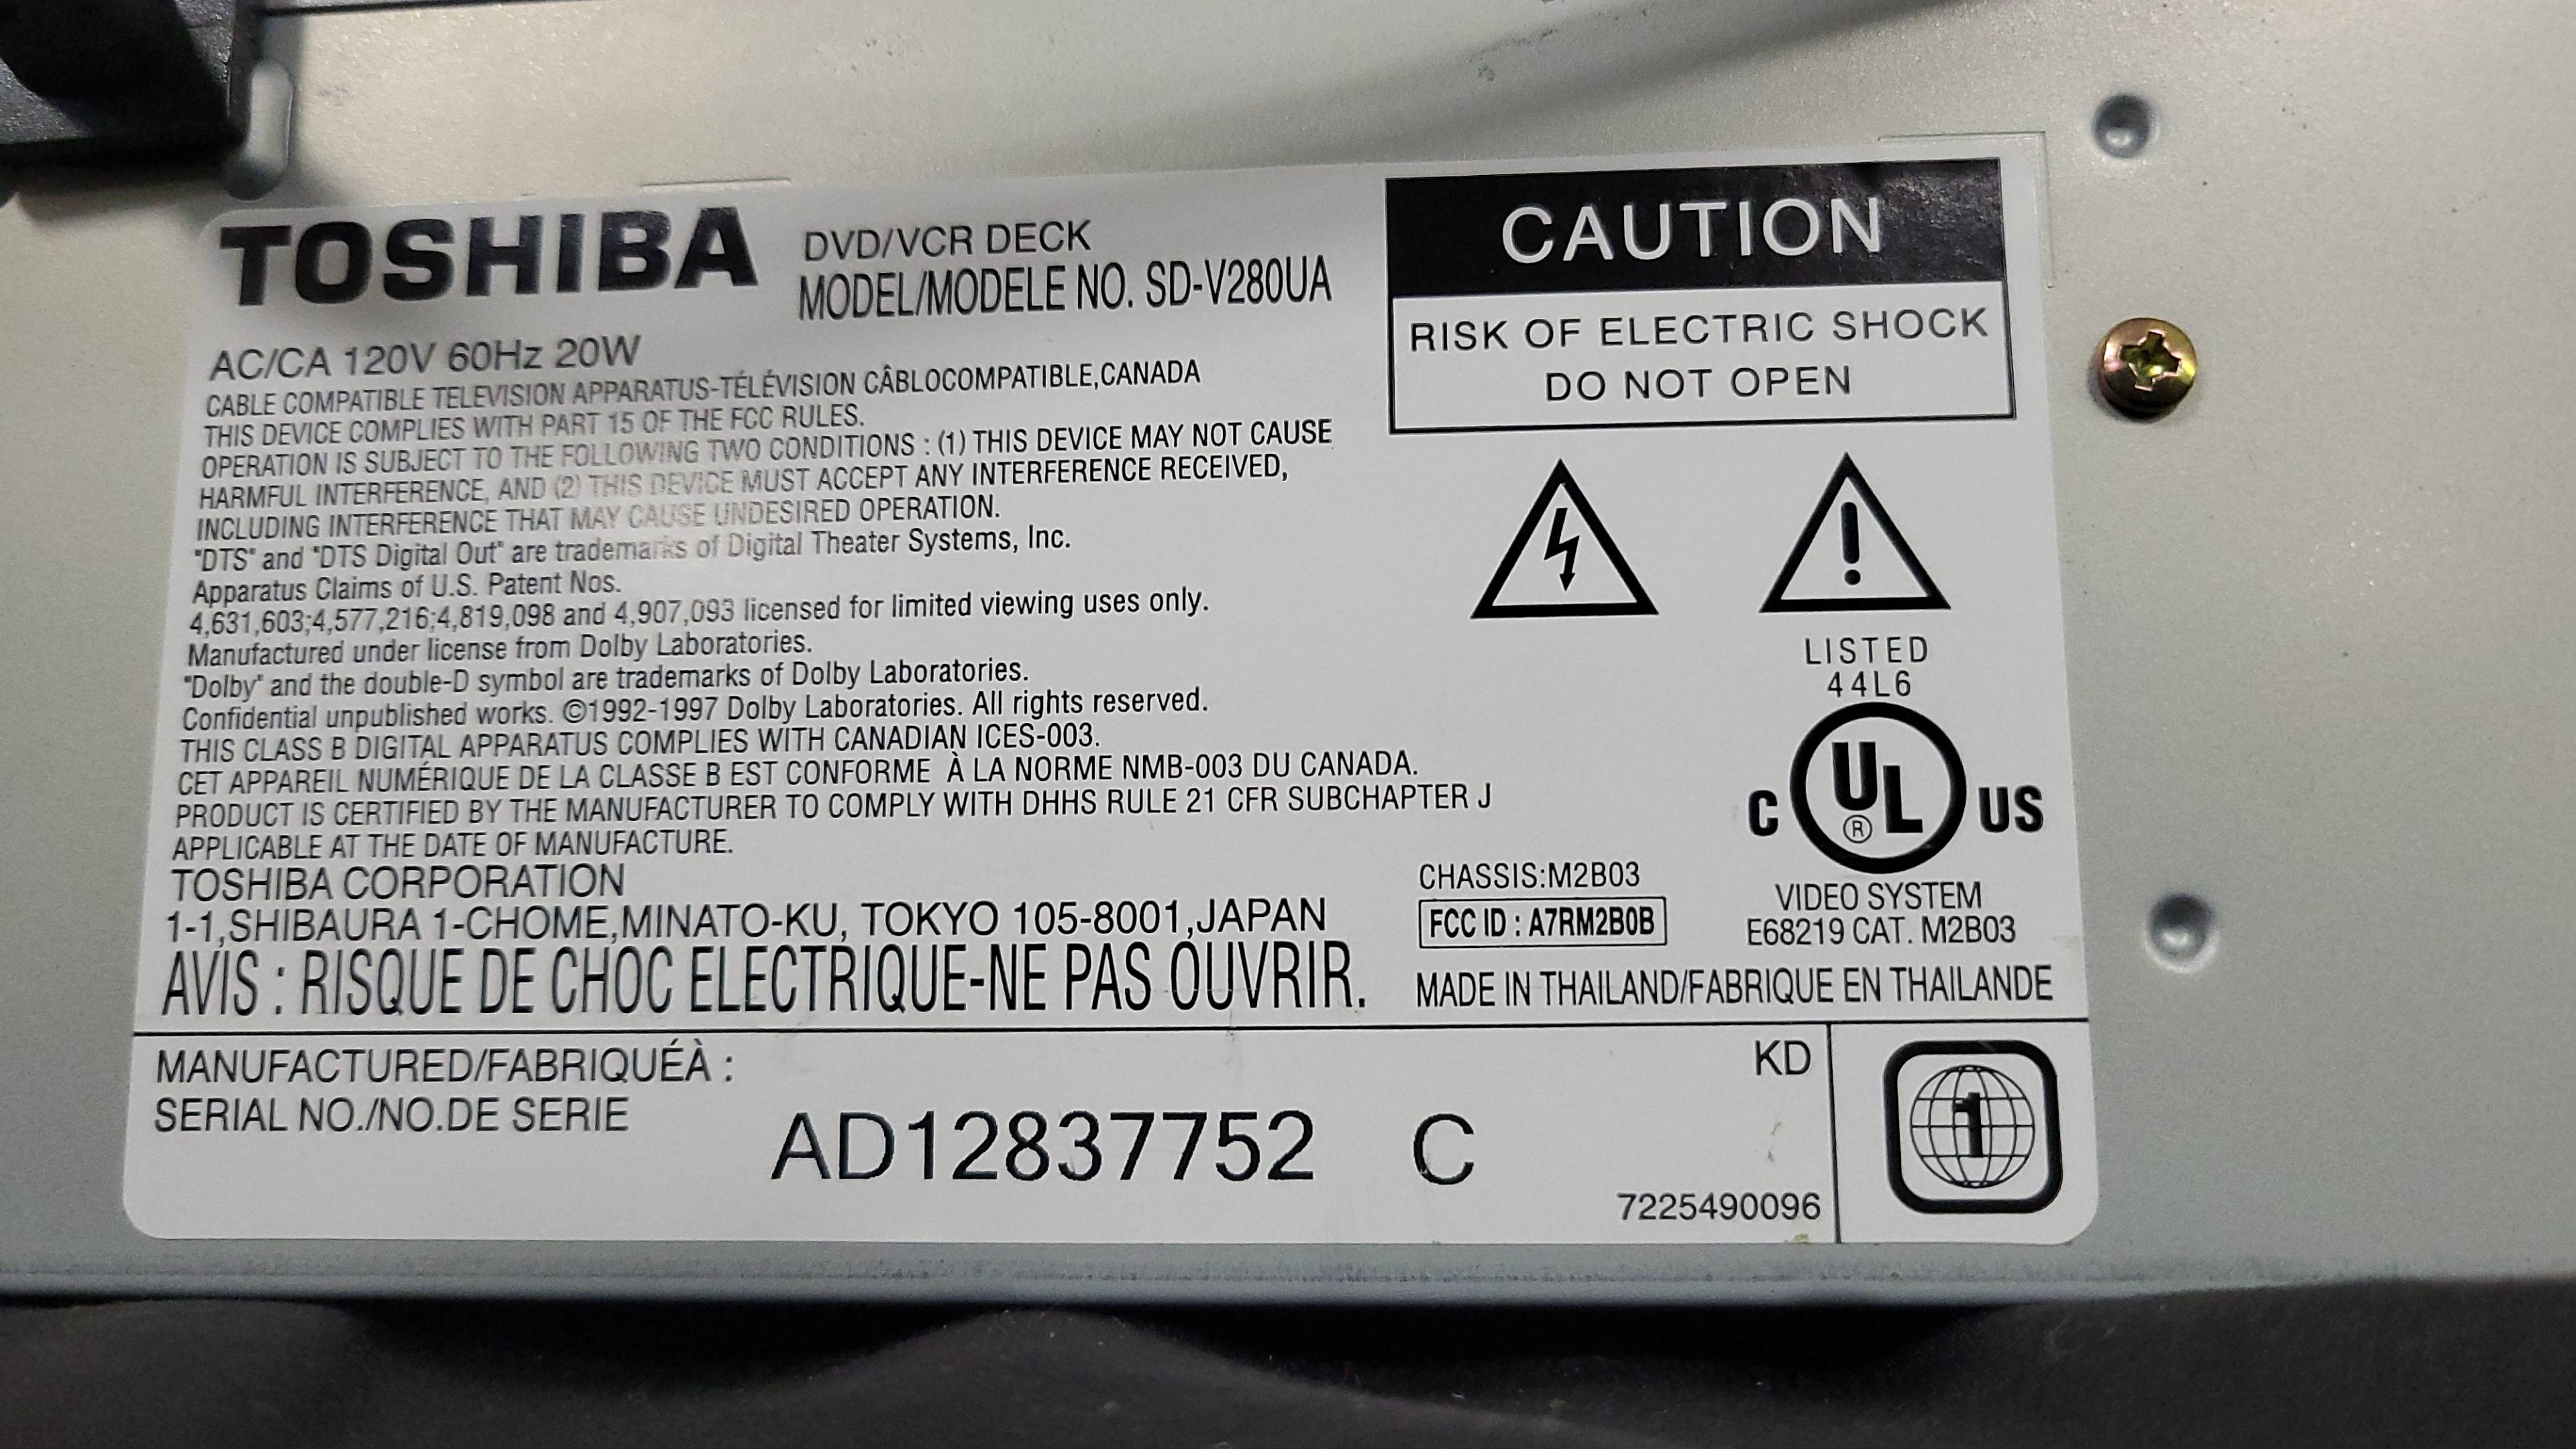 TOSHIBA
DVD/VCR DECK
MODEL/MODELE NO. SD-V280UA
AC/CA 120V 60Hz 20W
CABLE COMPATIBLE TELEVISION APPARATUS-TÉLÉVISION CÂBLOCOMPATIBLE,CANADA
THIS DEVICE COMPLIES WITH PART 15 OF THE FCC RULES.
OPERATION IS SUBJECT TO THE FOLLOWING TWO CONDITIONS : (1) THIS DEVICE MAY NOT CAUSE
HARMFUL INTERFERENCE, AND (2) THIS DEVICE MUST ACCEPT ANY INTERFERENCE RECEIVED,
INCLUDING INTERFERENCE THAT MAY CAUSE UNDESIRED OPERATION.
"DTS" and "DTS Digital Out" are trademarks of Digital Theater Systems, Inc.
Apparatus Claims of U.S. Patent Nos.
4,631,603;4,577,216;4,819,098 and 4,907,093 licensed for limited viewing uses only.
Manufactured under license from Dolby Laboratories.
"Dolby" and the double-D symbol are trademarks of Dolby Laboratories.
Confidential unpublished works. ©1992-1997 Dolby Laboratories. All rights reserved.
THIS CLASS B DIGITAL APPARATUS COMPLIES WITH CANADIAN ICES-003.
CET APPAREIL NUMÉRIQUE DE LA CLASSE B EST CONFORME À LA NORME NMB-003 DU CANADA.
PRODUCT IS CERTIFIED BY THE MANUFACTURER TO COMPLY WITH DHHS RULE 21 CFR SUBCHAPTER J
APPLICABLE AT THE DATE OF MANUFACTURE.
TOSHIBA CORPORATION
1-1,SHIBAURA 1-CHOME,MINATO-KU, TOKYO 105-8001,JAPAN
AVIS : RISQUE DE CHOC ELECTRIQUE-NE PAS OUVRIR.
CAUTION
RISK OF ELECTRIC SHOCK
DO NOT OPEN
LISTED
44L6
C UL ® US
CHASSIS:M2B03
FCC ID : A7RM2B0B
VIDEO SYSTEM
E68219 CAT. M2B03
MADE IN THAILAND/FABRIQUE EN THAILANDE
MANUFACTURED/FABRIQUÉÀ :
SERIAL NO./NO.DE SERIE
AD12837752 C
KD
7225490096
1